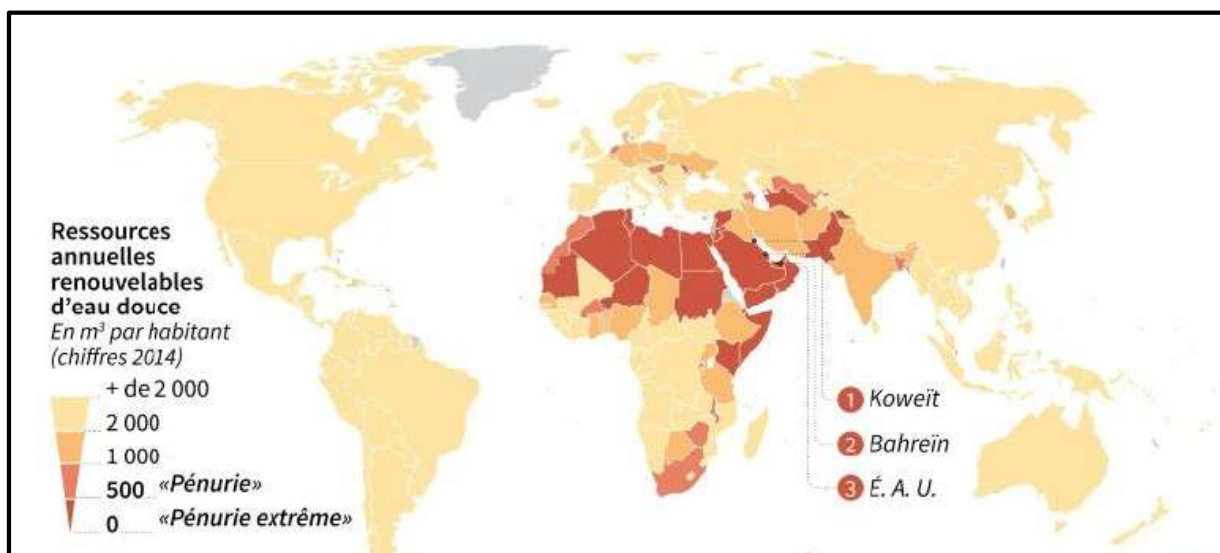 Ressources
annuelles
renouvelables
d'eau douce
En m³ par habitant
(chiffres 2014)
+ de 2 000
2 000
1 000
500 «Pénurie»
0 «Pénurie extrême»
1 Koweït
2 Bahreïn
3 É. A. U.